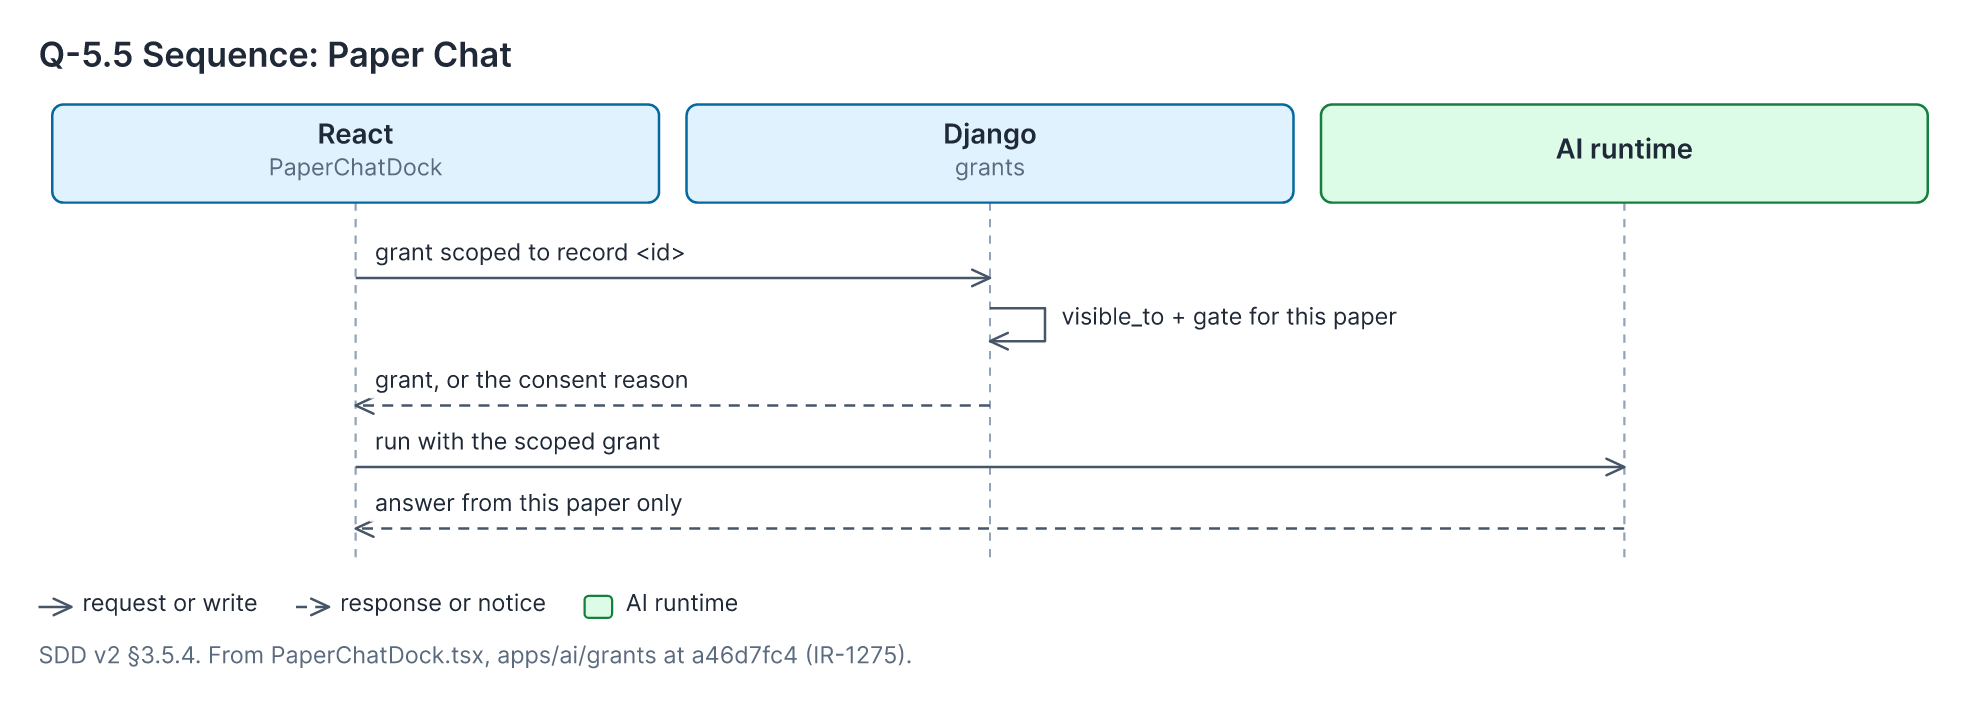 Q-5.5 Sequence: Paper Chat
React
PaperChatDock
Django
grants
AI runtime
grant scoped to record <id>
visible_to + gate for this paper
grant, or the consent reason
run with the scoped grant
answer from this paper only
request or write
response or notice
AI runtime
SDD v2 §3.5.4. From PaperChatDock.tsx, apps/ai/grants at a46d7fc4 (IR-1275).